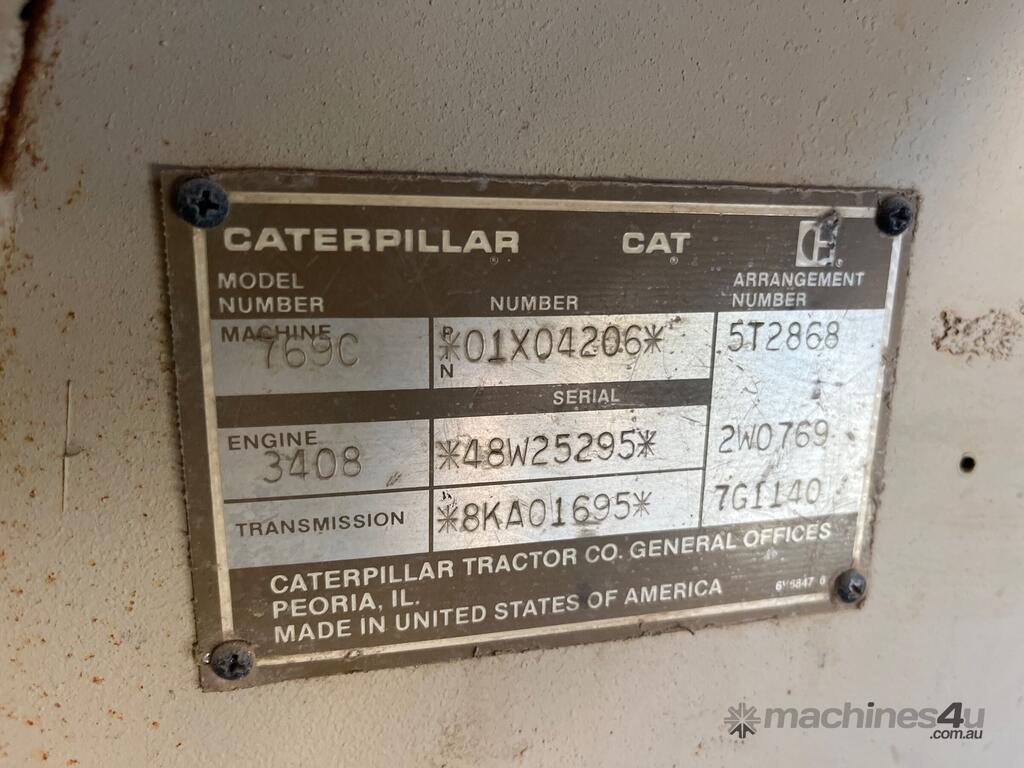 CATERPILLAR CAT
MODEL NUMBER NUMBER ARRANGEMENT NUMBER
MACHINE 769C P N *01X04206* 5T2868
SERIAL
ENGINE 3408 *48W25295* 2W0769
TRANSMISSION *8KA01695* 7G1140
CATERPILLAR TRACTOR CO. GENERAL OFFICES
PEORIA, IL.
MADE IN UNITED STATES OF AMERICA
machines4u
.com.au